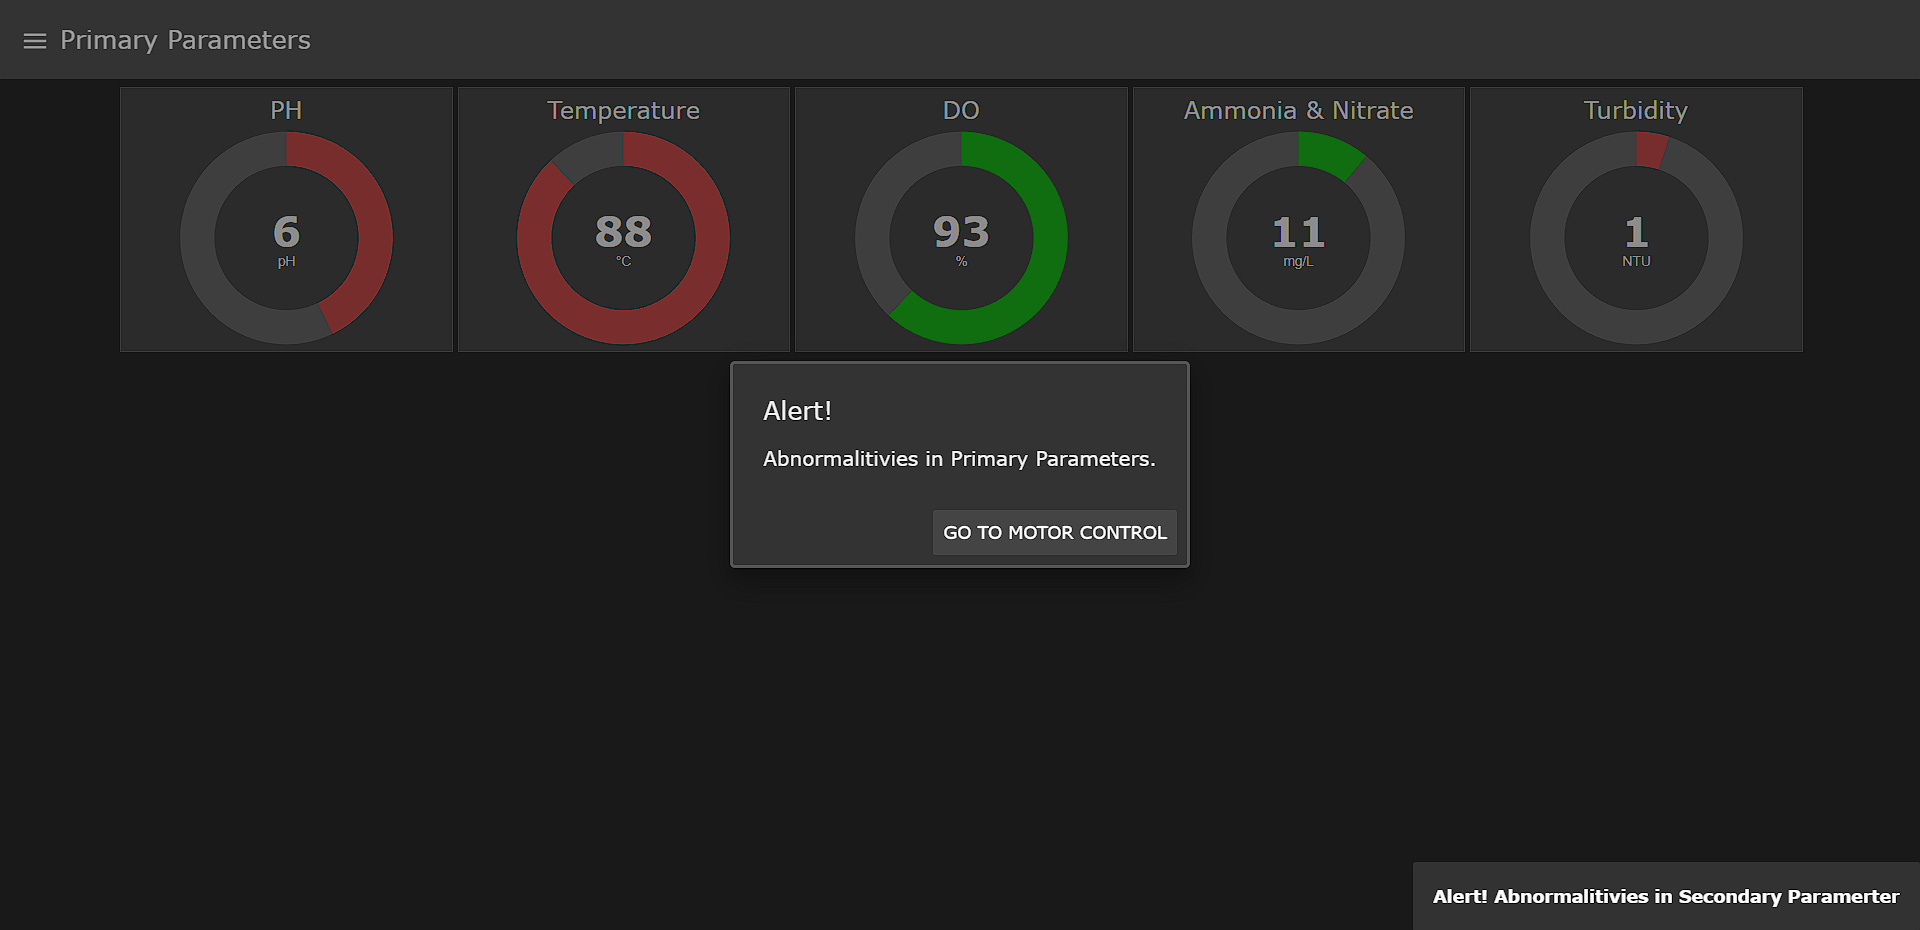 Primary Parameters
PH
6
pH
Temperature
88
°C
DO
93
%
Ammonia & Nitrate
11
mg/L
Turbidity
1
NTU
Alert!
Abnormalitivies in Primary Parameters.
GO TO MOTOR CONTROL
Alert! Abnormalitivies in Secondary Paramerter